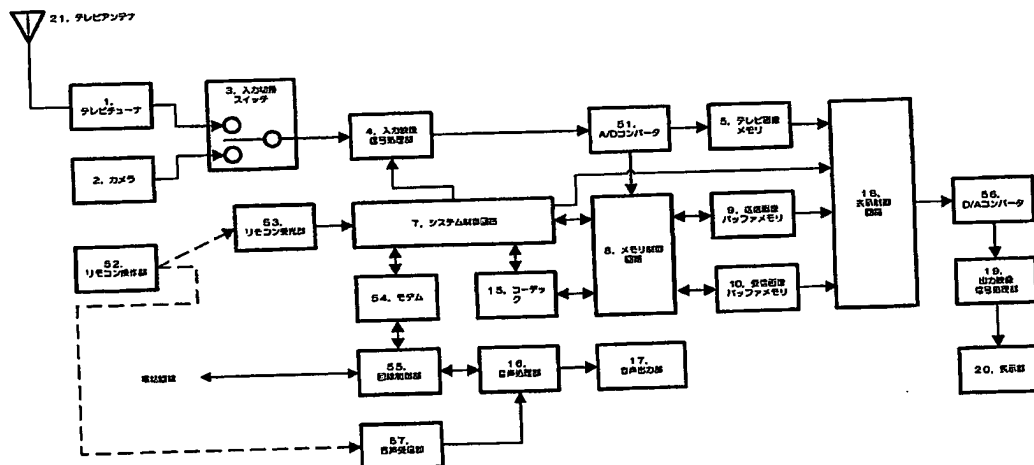 21. テレビアンテナ
1.
テレビチューナ
3. 入力切換
スイッチ
2. カメラ
4. 入力映像
信号処理部
51.
A/Dコンバータ
5. テレビ画像
メモリ
53.
リモコン受光部
7. システム制御回路
8. メモリ制御
回路
9. 送信画像
バッファメモリ
18.
表示制御
回路
56.
D/Aコンバータ
52.
リモコン操作部
54. モデム
15. コーデッ
ク
10. 受信画像
バッファメモリ
19.
出力映像
信号処理部
電話回線
55.
回線制御部
16.
音声処理部
17.
音声出力部
20. 表示部
57.
音声受信部